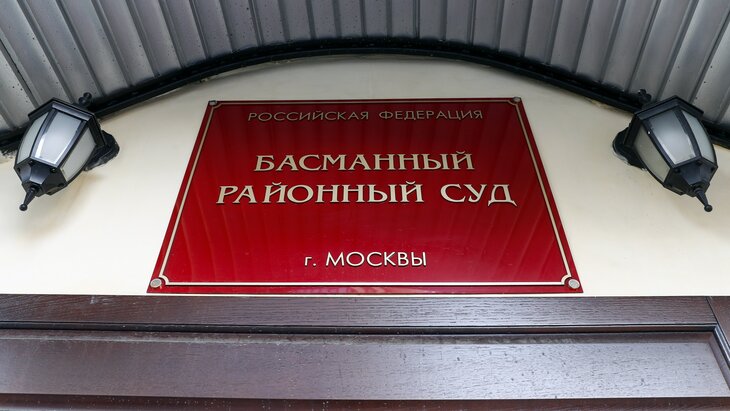 РОССИЙСКАЯ ФЕДЕРАЦИЯ
БАСМАННЫЙ
РАЙОННЫЙ СУД
г. МОСКВЫ